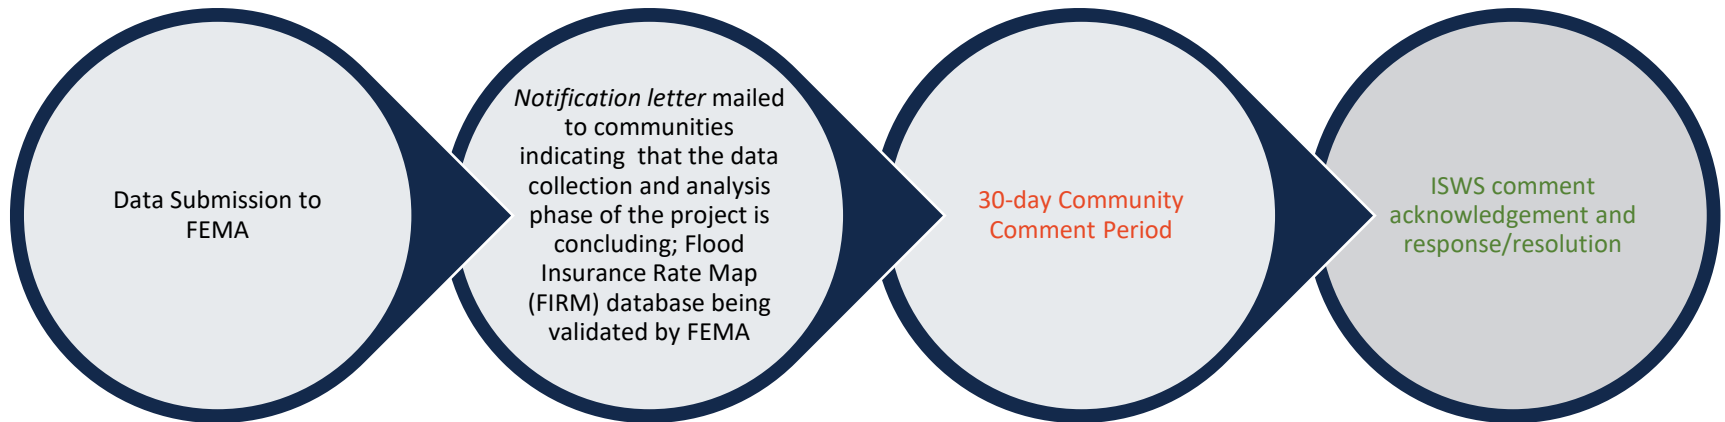 Data Submission to
FEMA
Notification letter mailed
to communities
indicating  that the data
collection and analysis
phase of the project is
concluding; Flood
Insurance Rate Map
(FIRM) database being
validated by FEMA
30-day Community
Comment Period
ISWS comment
acknowledgement and
response/resolution